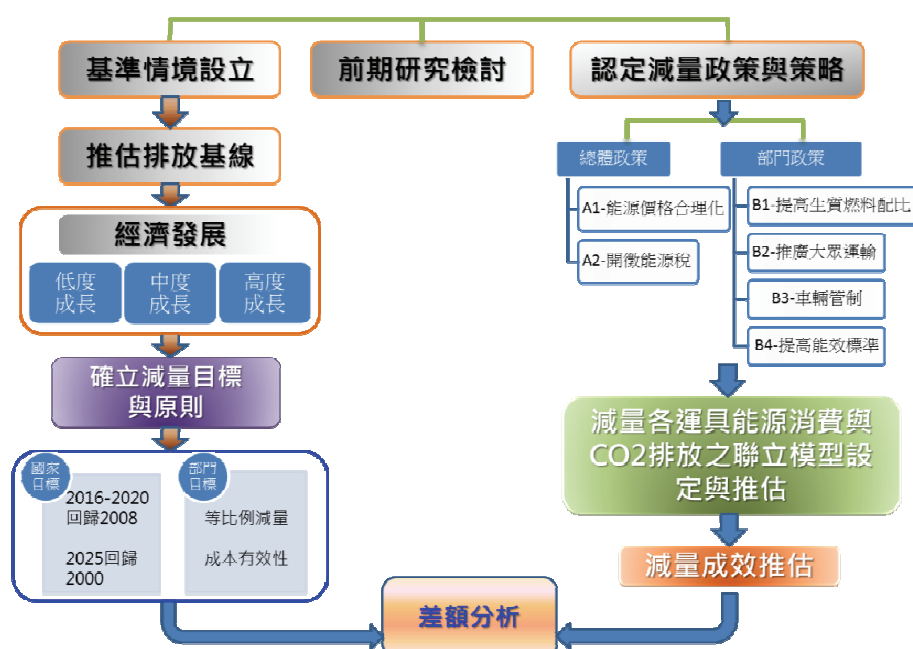 基準情境設立
前期研究檢討
認定減量政策與策略
推估排放基線
經濟發展
低度
成長
中度
成長
高度
成長
確立減量目標
與原則
國家
目標
2016-2020
回歸2008
2025回歸
2000
部門
目標
等比例減量
成本有效性
總體政策
A1-能源價格合理化
A2-開徵能源稅
部門政策
B1-提高生質燃料配比
B2-推廣大眾運輸
B3-車輛管制
B4-提高能效標準
減量各運具能源消費與
CO2排放之聯立模型設
定與推估
減量成效推估
差額分析